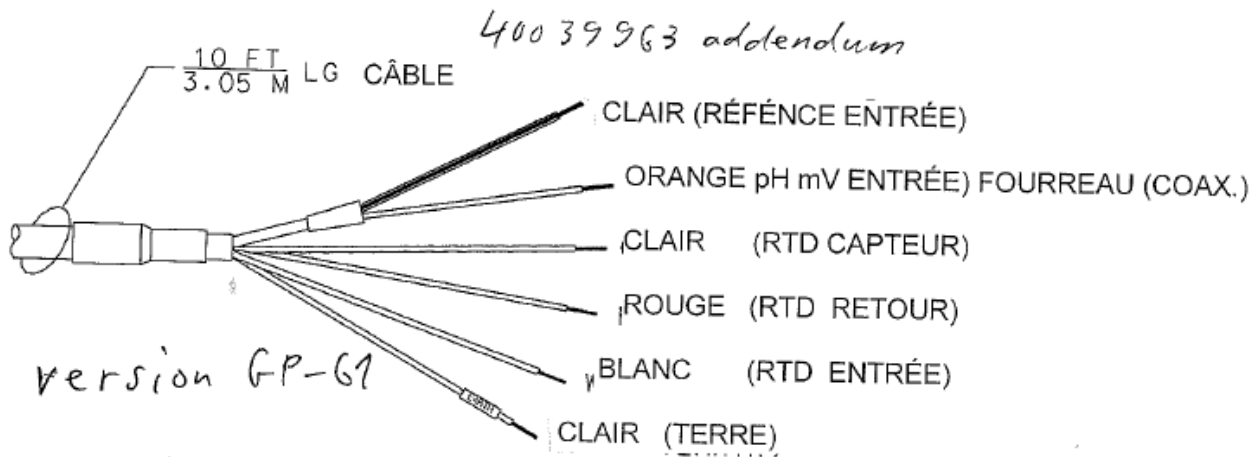 40039963 addendum
10 FT
3.05 M LG CÂBLE
CLAIR (RÉFÉNCE ENTRÉE)
ORANGE pH mV ENTRÉE) FOURREAU (COAX.)
CLAIR (RTD CAPTEUR)
ROUGE (RTD RETOUR)
BLANC (RTD ENTRÉE)
version GP-61
CLAIR (TERRE)